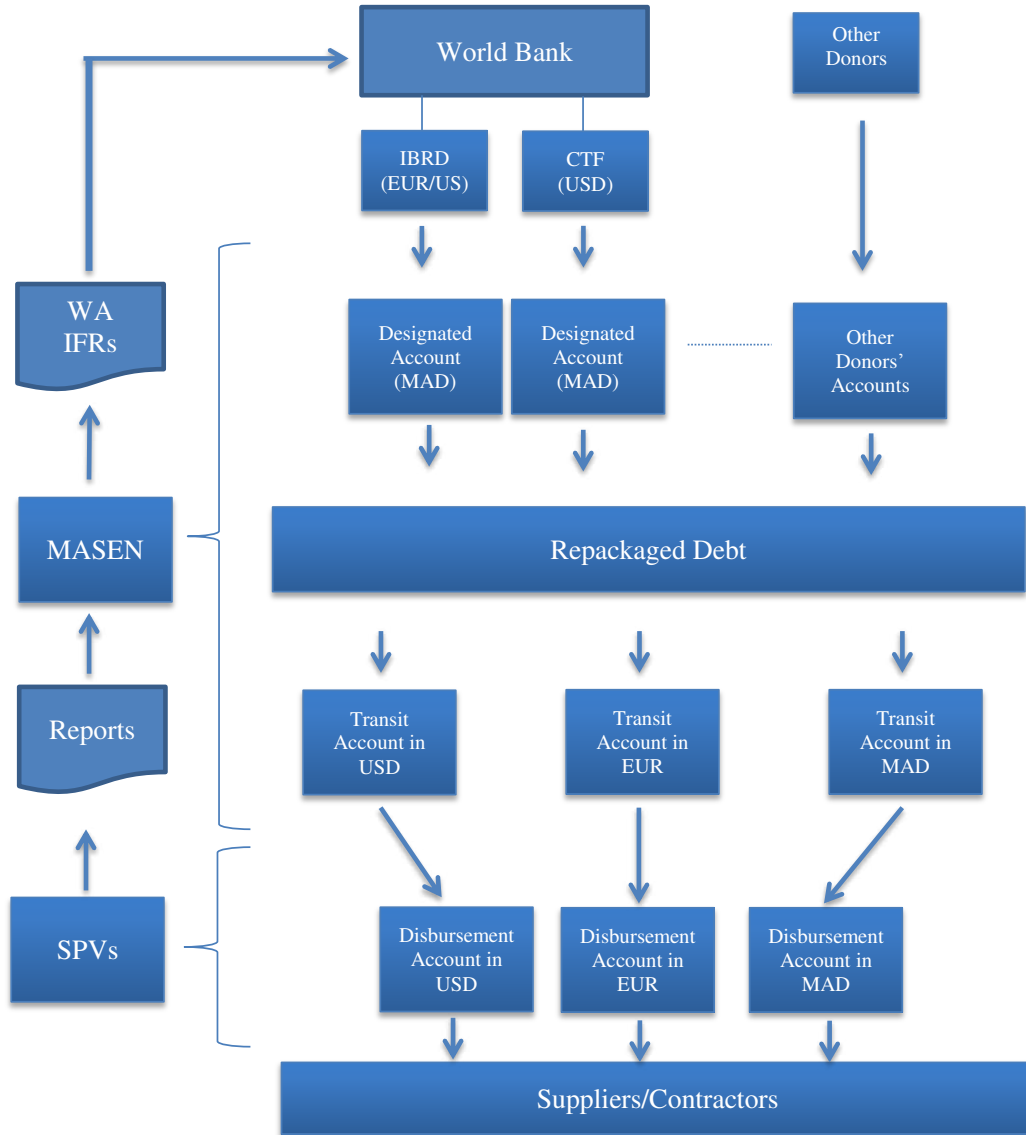 World Bank
Other
Donors
IBRD
(EUR/US)
CTF
(USD)
WA
IFRs
Designated
Account
(MAD)
Designated
Account
(MAD)
Other
Donors’
Accounts
MASEN
Repackaged Debt
Reports
Transit
Account in
USD
Transit
Account in
EUR
Transit
Account in
MAD
SPVs
Disbursement
Account in
USD
Disbursement
Account in
EUR
Disbursement
Account in
MAD
Suppliers/Contractors